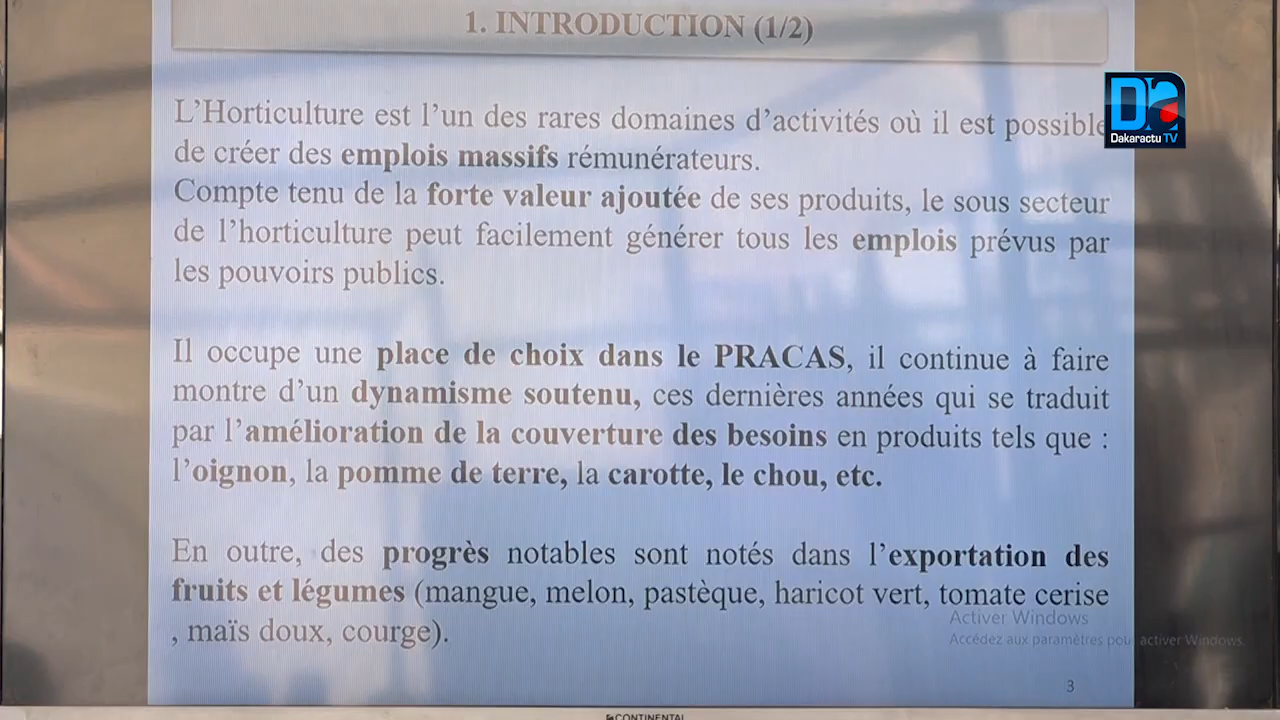 1. INTRODUCTION (1/2)
Dakaractu TV
L’Horticulture est l’un des rares domaines d’activités où il est possible
de créer des emplois massifs rémunérateurs.
Compte tenu de la forte valeur ajoutée de ses produits, le sous secteur
de l’horticulture peut facilement générer tous les emplois prévus par
les pouvoirs publics.
Il occupe une place de choix dans le PRACAS, il continue à faire
montre d’un dynamisme soutenu, ces dernières années qui se traduit
par l’amélioration de la couverture des besoins en produits tels que :
l’oignon, la pomme de terre, la carotte, le chou, etc.
En outre, des progrès notables sont notés dans l’exportation des
fruits et légumes (mangue, melon, pastèque, haricot vert, tomate cerise
, maïs doux, courge).
Activer Windows
Accédez aux paramètres pour activer Windows.
3
CONTINENTAL